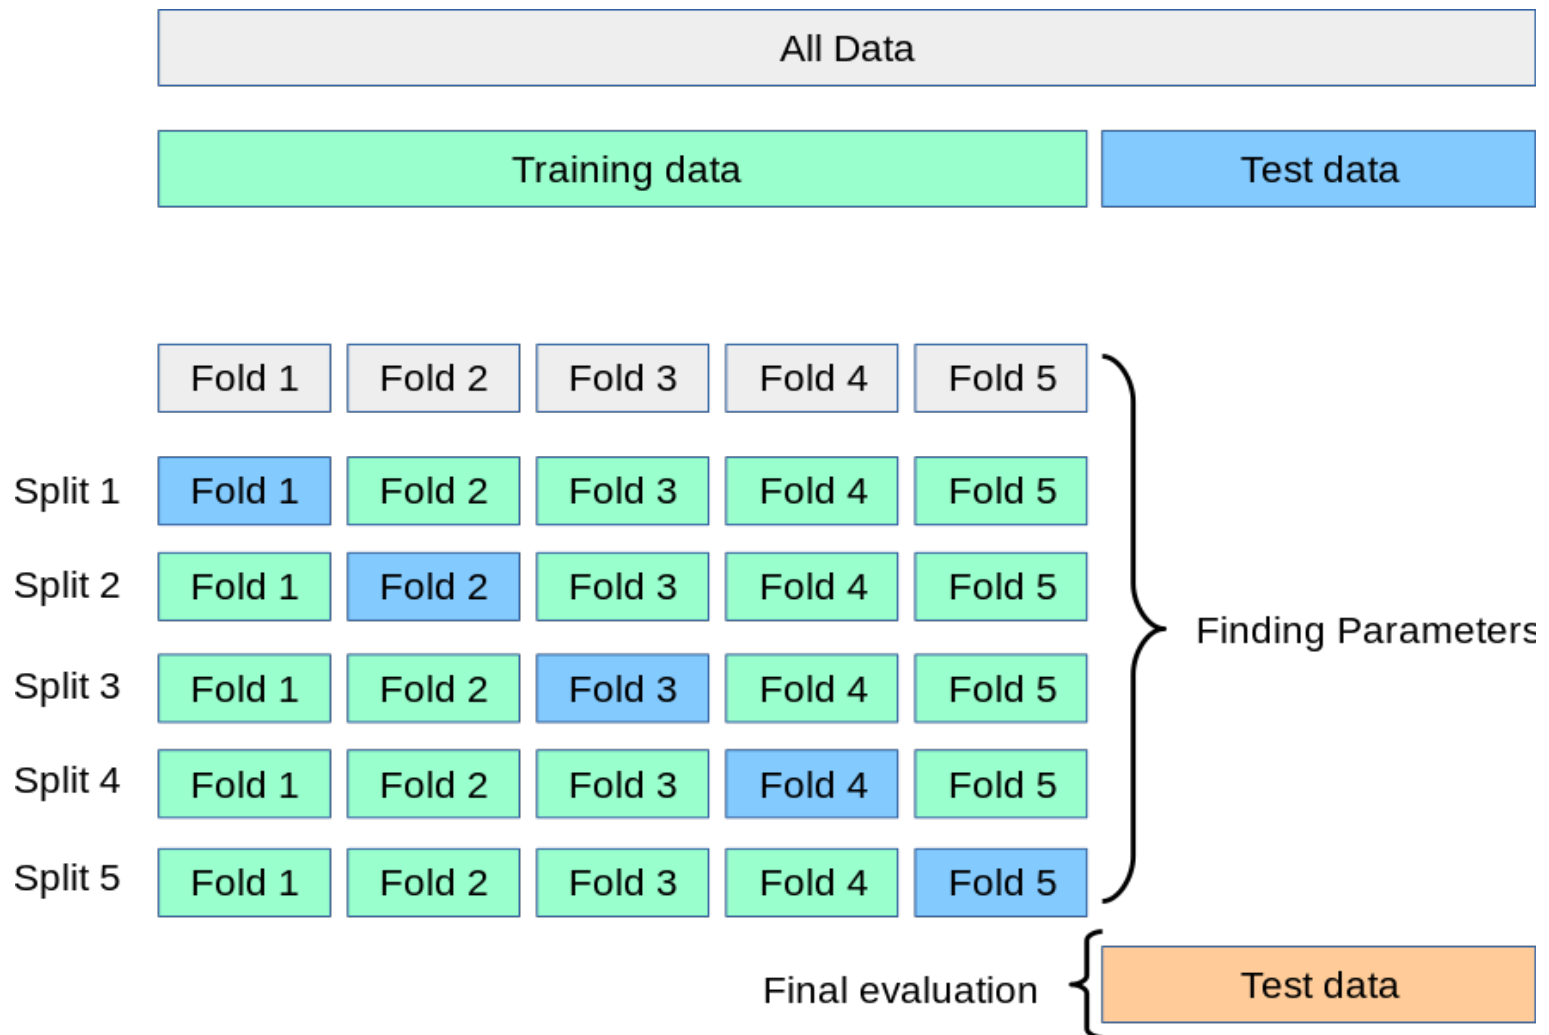 All Data
Training data Test data
Fold 1 Fold 2 Fold 3 Fold 4 Fold 5
Split 1 Fold 1 Fold 2 Fold 3 Fold 4 Fold 5
Split 2 Fold 1 Fold 2 Fold 3 Fold 4 Fold 5
Finding Parameters
Split 3 Fold 1 Fold 2 Fold 3 Fold 4 Fold 5
Split 4 Fold 1 Fold 2 Fold 3 Fold 4 Fold 5
Split 5 Fold 1 Fold 2 Fold 3 Fold 4 Fold 5
Final evaluation Test data